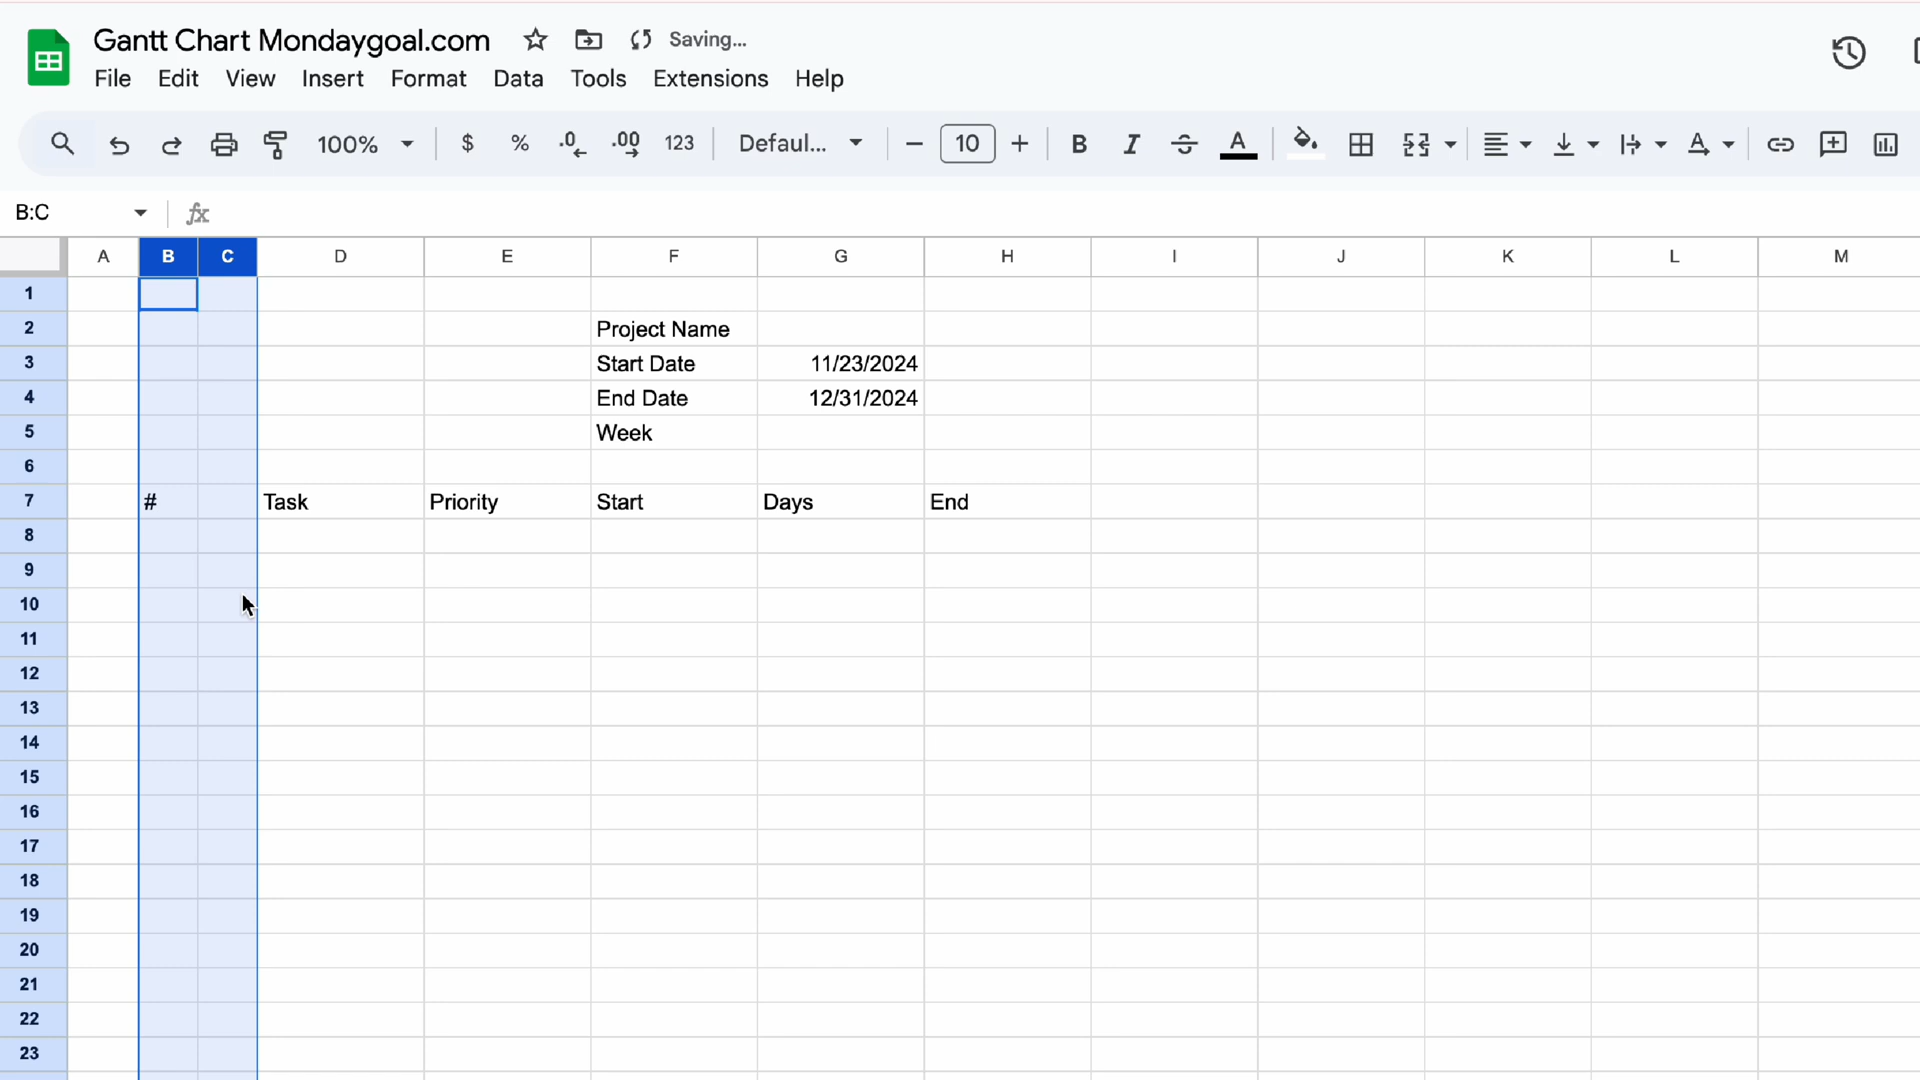 Gantt Chart Mondaygoal.com Saving...
File Edit View Insert Format Data Tools Extensions Help
100% $ % .0 .00 123 Defaul... 10 B I S A A
B:C fx
A B C D E F G H I J K L M
1
2 Project Name
3 Start Date 11/23/2024
4 End Date 12/31/2024
5 Week
6
7 # Task Priority Start Days End
8
9
10
11
12
13
14
15
16
17
18
19
20
21
22
23